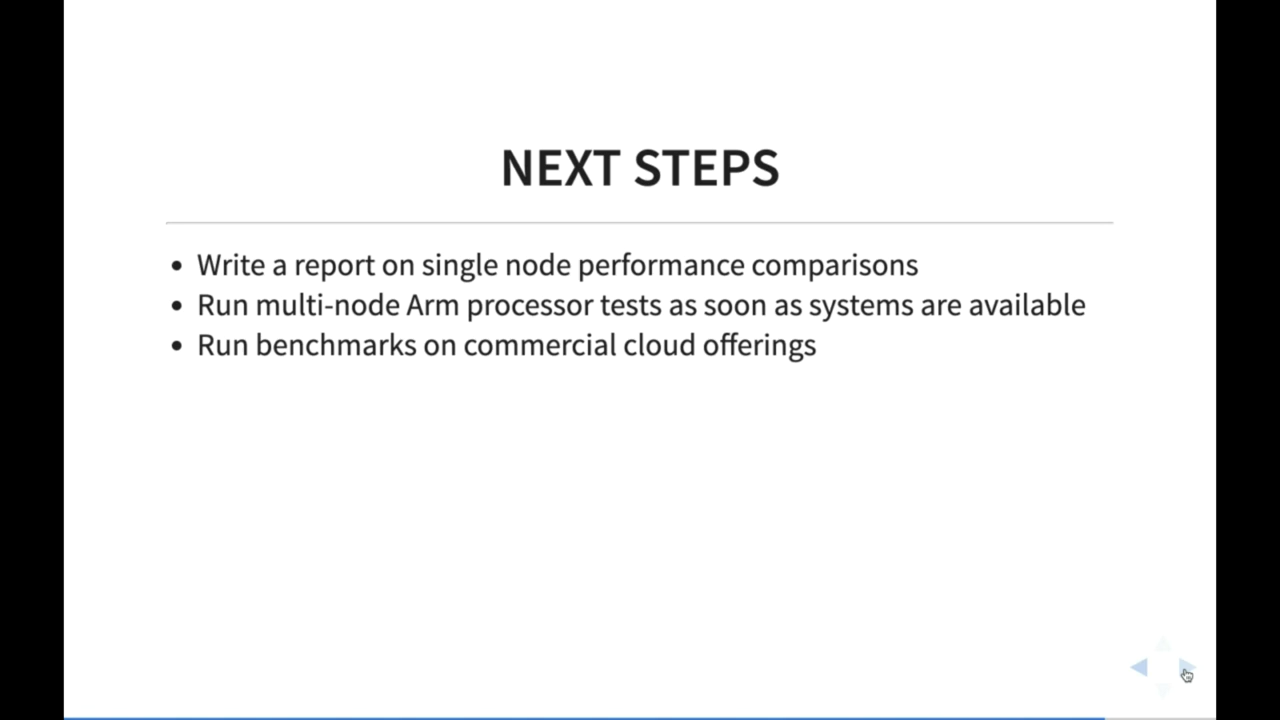 NEXT STEPS
• Write a report on single node performance comparisons
• Run multi-node Arm processor tests as soon as systems are available
• Run benchmarks on commercial cloud offerings